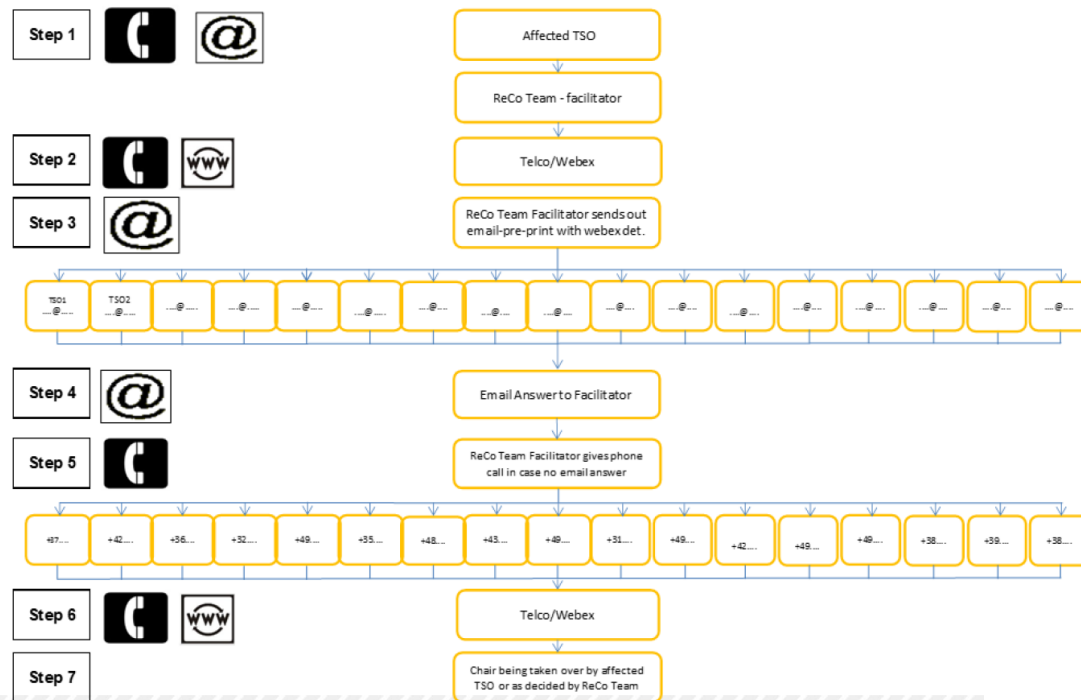 Step 1
@
Affected TSO
ReCo Team - facilitator
Step 2
WWW
Telco/Webex
Step 3
@
ReCo Team Facilitator sends out
email-pre-print with webex det.
TSO1
....@.....
TSO2
....@.....
....@.....
....@.....
....@.....
....@.....
....@....
....@.....
....@....
....@....
....@.....
....@....
....@....
....@.....
....@....
....@....
....@....
Step 4
@
Email Answer to Facilitator
Step 5
ReCo Team Facilitator gives phone
call in case no email answer
+37....
+42....
+36....
+32....
+49....
+35....
+48....
+43....
+49....
+31....
+49....
+42....
+49....
+49....
+38....
+39....
+38....
Step 6
WWW
Telco/Webex
Step 7
Chair being taken over by affected
TSO or as decided by ReCo Team